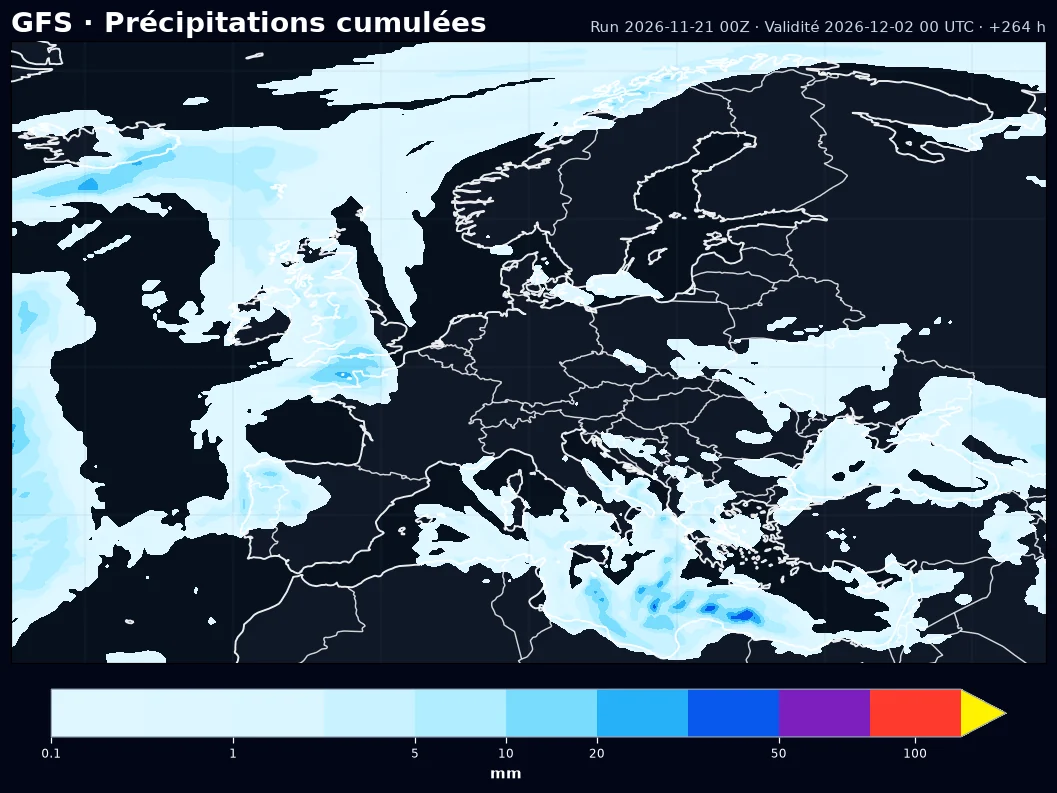 GFS · Précipitations cumulées
Run 2026-11-21 00Z · Validité 2026-12-02 00 UTC · +264 h
0.1 1 5 10 20 50 100
mm